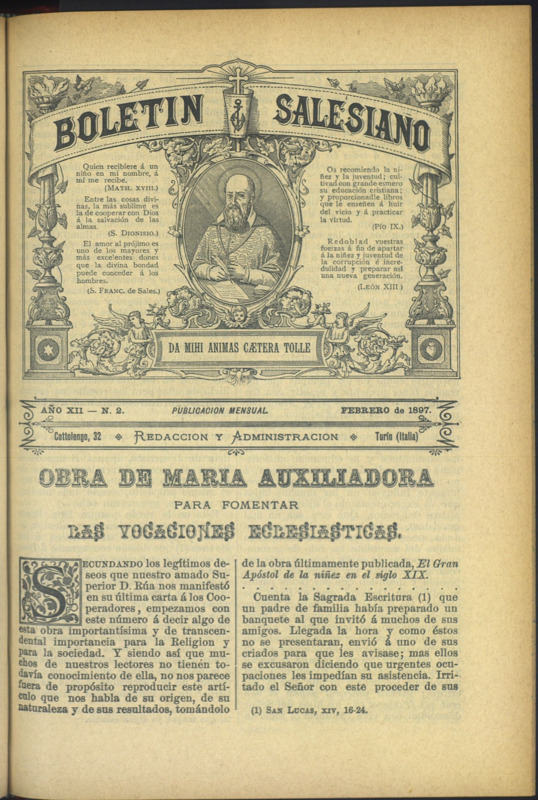 BOLETIN SALESIANO
Quien recibiere á un
niño en mi nombre, á
mí me recibe.
(MATH. XVIII.)
Entre las cosas divi-
nas, la más sublime es
la de cooperar con Dios
á la salvación de las
almas.
(S. DIONISIO.)
El amor al prójimo es
uno de los mayores y
más excelentes dones
que la divina bondad
puede conceder á los
hombres.
(S. FRANC. de Sales.)
Os recomiendo la ni-
ñez y la juventud; cul-
tivad con grande esmero
su educación cristiana;
y proporcionadle libros
que le enseñen á huir
del vicio y á practicar
la virtud.
(PÍO IX.)
Redoblad vuestras
fuerzas á fin de apartar
á la niñez y juventud de
la corrupción é incre-
dulidad y preparar así
una nueva generación.
(LEÓN XIII)
DA MIHI ANIMAS CÆTERA TOLLE
AÑO XII — N. 2. PUBLICACION MENSUAL. FEBRERO de 1897.
Cottolengo, 32 REDACCION Y ADMINISTRACION Turín (Italia)
OBRA DE MARIA AUXILIADORA
PARA FOMENTAR
LAS VOCACIONES ECLESIASTICAS.
SECUNDANDO los legítimos de-
seos que nuestro amado Su-
perior D. Rúa nos manifestó
en su última carta á los Coo-
peradores, empezamos con
este número á decir algo de
esta obra importantísima y de transcen-
dental importancia para la Religion y
para la sociedad. Y siendo así que mu-
chos de nuestros lectores no tienen to-
davía conocimiento de ella, no nos parece
fuera de propósito reproducir este artí-
culo que nos habla de su origen, de su
naturaleza y de sus resultados, tomándolo
de la obra últimamente publicada, El Gran
Apóstol de la niñez en el siglo XIX.
. . . . . . . . . . . . . . . . . .
Cuenta la Sagrada Escritura (1) que
un padre de familia había preparado un
banquete al que invitó á muchos de sus
amigos. Llegada la hora y como éstos
no se presentaran, envió á uno de sus
criados para que les avisase; mas ellos
se excusaron diciendo que urgentes ocu-
paciones les impedían su asistencia. Irri-
tado el Señor con este proceder de sus
(1) SAN LUCAS, XIV, 16-24.